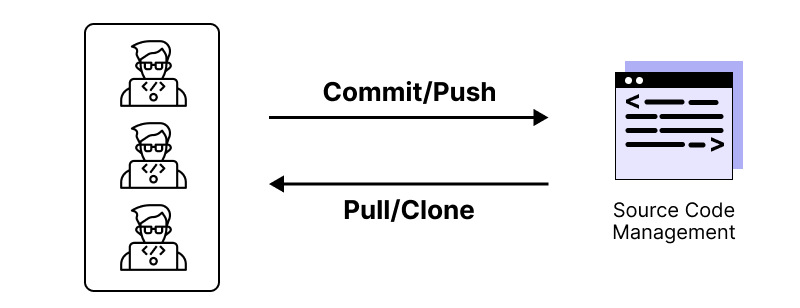 Commit/Push
Pull/Clone
Source Code
Management